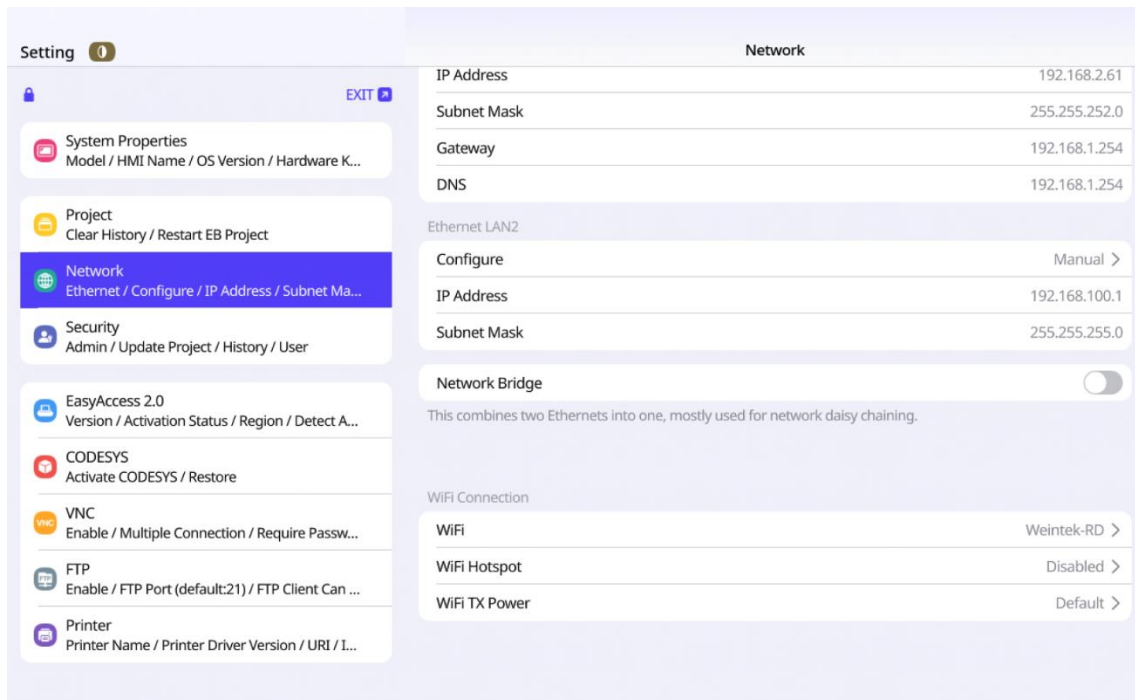 Setting
Network
EXIT
System Properties
Model / HMI Name / OS Version / Hardware K...
Project
Clear History / Restart EB Project
Network
Ethernet / Configure / IP Address / Subnet Ma...
Security
Admin / Update Project / History / User
EasyAccess 2.0
Version / Activation Status / Region / Detect A...
CODESYS
Activate CODESYS / Restore
VNC
VNC
Enable / Multiple Connection / Require Passw...
FTP
FTP
Enable / FTP Port (default:21) / FTP Client Can ...
Printer
Printer Name / Printer Driver Version / URI / I...
IP Address 192.168.2.61
Subnet Mask 255.255.252.0
Gateway 192.168.1.254
DNS 192.168.1.254
Ethernet LAN2
Configure Manual >
IP Address 192.168.100.1
Subnet Mask 255.255.255.0
Network Bridge
This combines two Ethernets into one, mostly used for network daisy chaining.
WiFi Connection
WiFi Weintek-RD >
WiFi Hotspot Disabled >
WiFi TX Power Default >